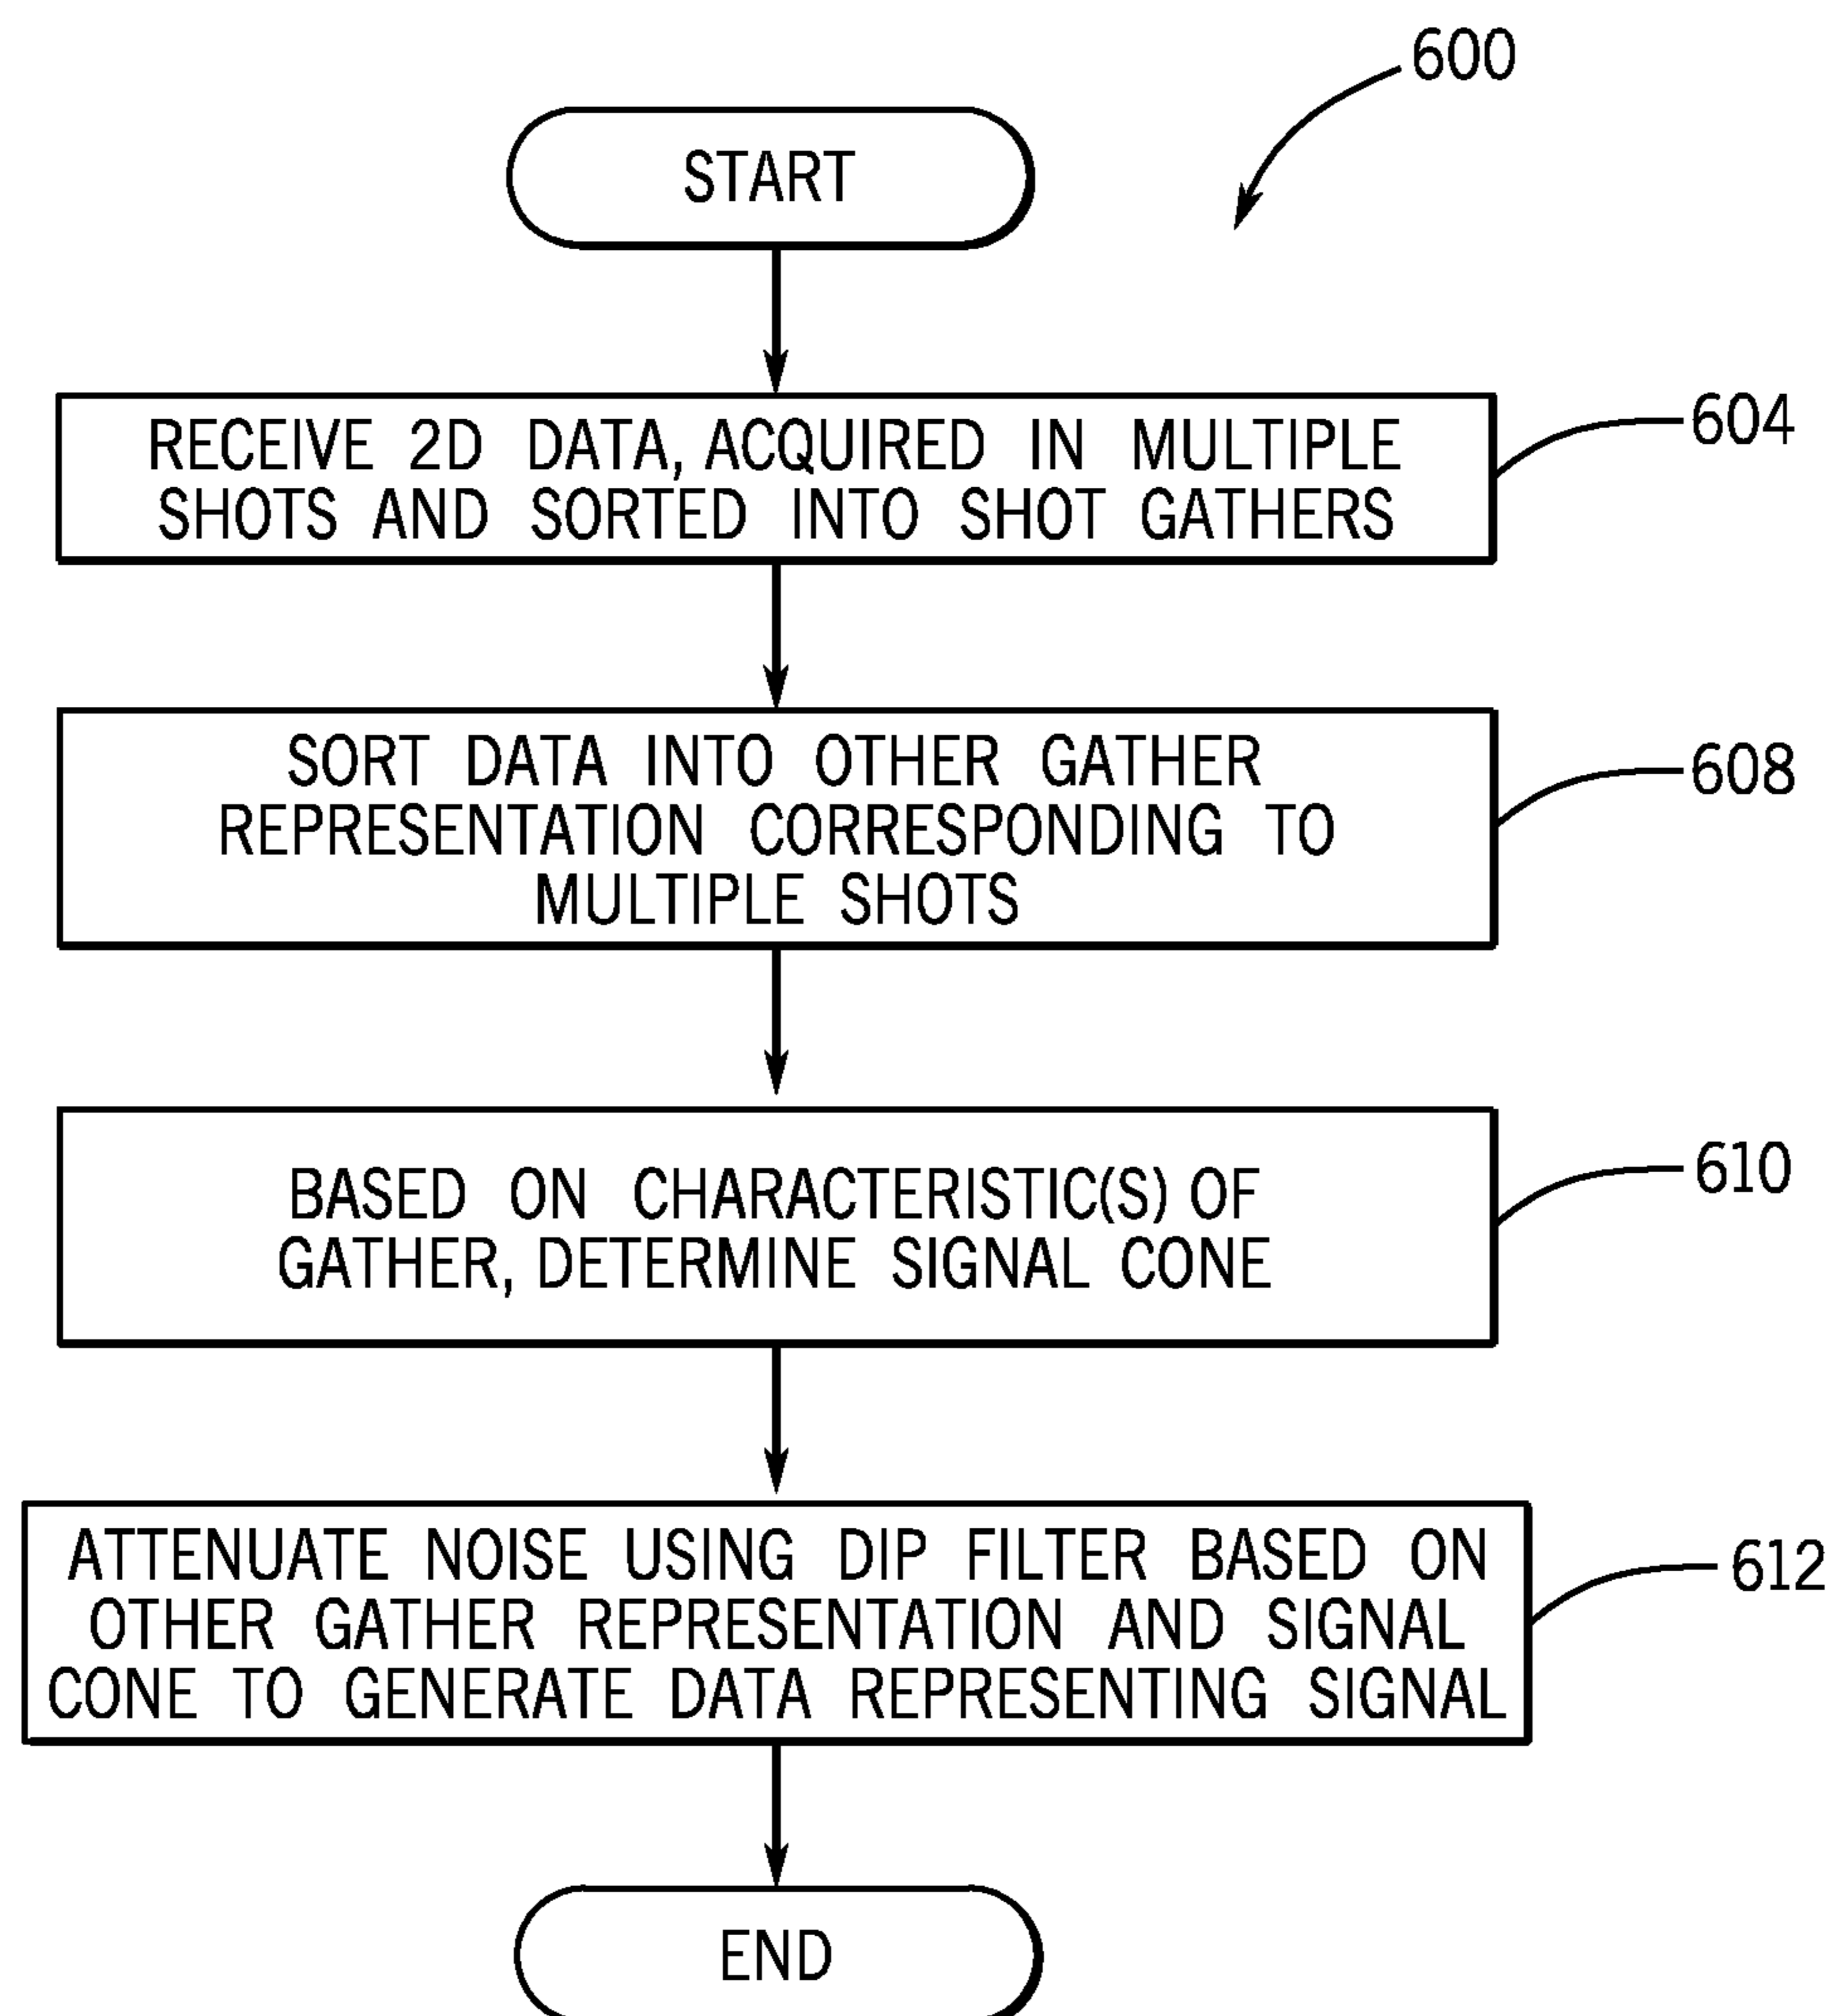 600
START
RECEIVE 2D DATA, ACQUIRED IN MULTIPLE
SHOTS AND SORTED INTO SHOT GATHERS
604
SORT DATA INTO OTHER GATHER
REPRESENTATION CORRESPONDING TO
MULTIPLE SHOTS
608
BASED ON CHARACTERISTIC(S) OF
GATHER, DETERMINE SIGNAL CONE
610
ATTENUATE NOISE USING DIP FILTER BASED ON
OTHER GATHER REPRESENTATION AND SIGNAL
CONE TO GENERATE DATA REPRESENTING SIGNAL
612
END